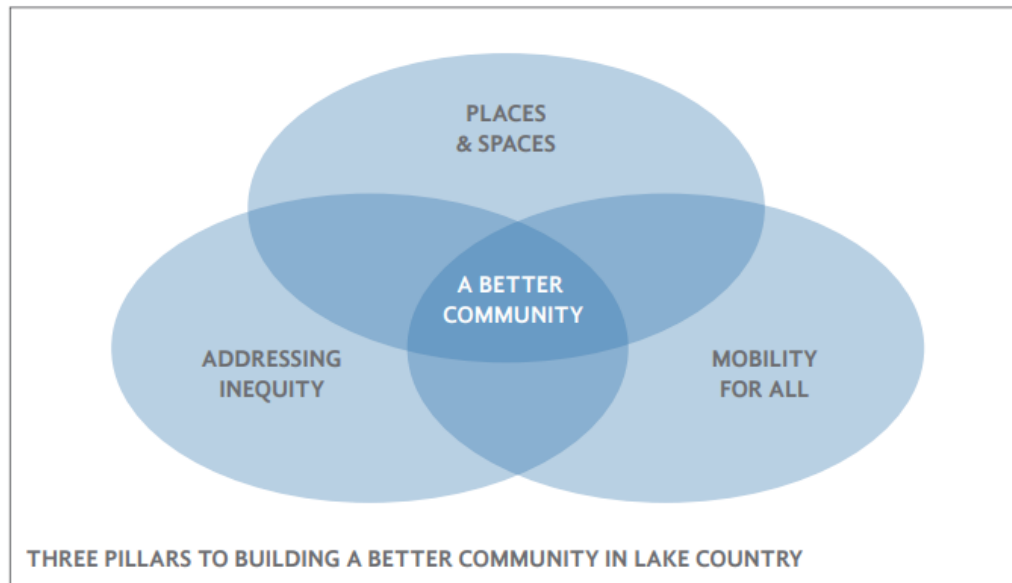 PLACES
& SPACES
A BETTER
COMMUNITY
ADDRESSING
INEQUITY
MOBILITY
FOR ALL
THREE PILLARS TO BUILDING A BETTER COMMUNITY IN LAKE COUNTRY